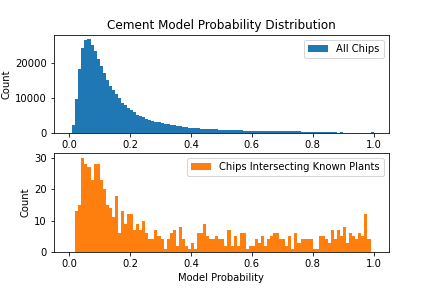 Cement Model Probability Distribution
All Chips
Count
20000
10000
0
0.0 0.2 0.4 0.6 0.8 1.0
Chips Intersecting Known Plants
Count
30
20
10
0
0.0 0.2 0.4 0.6 0.8 1.0
Model Probability